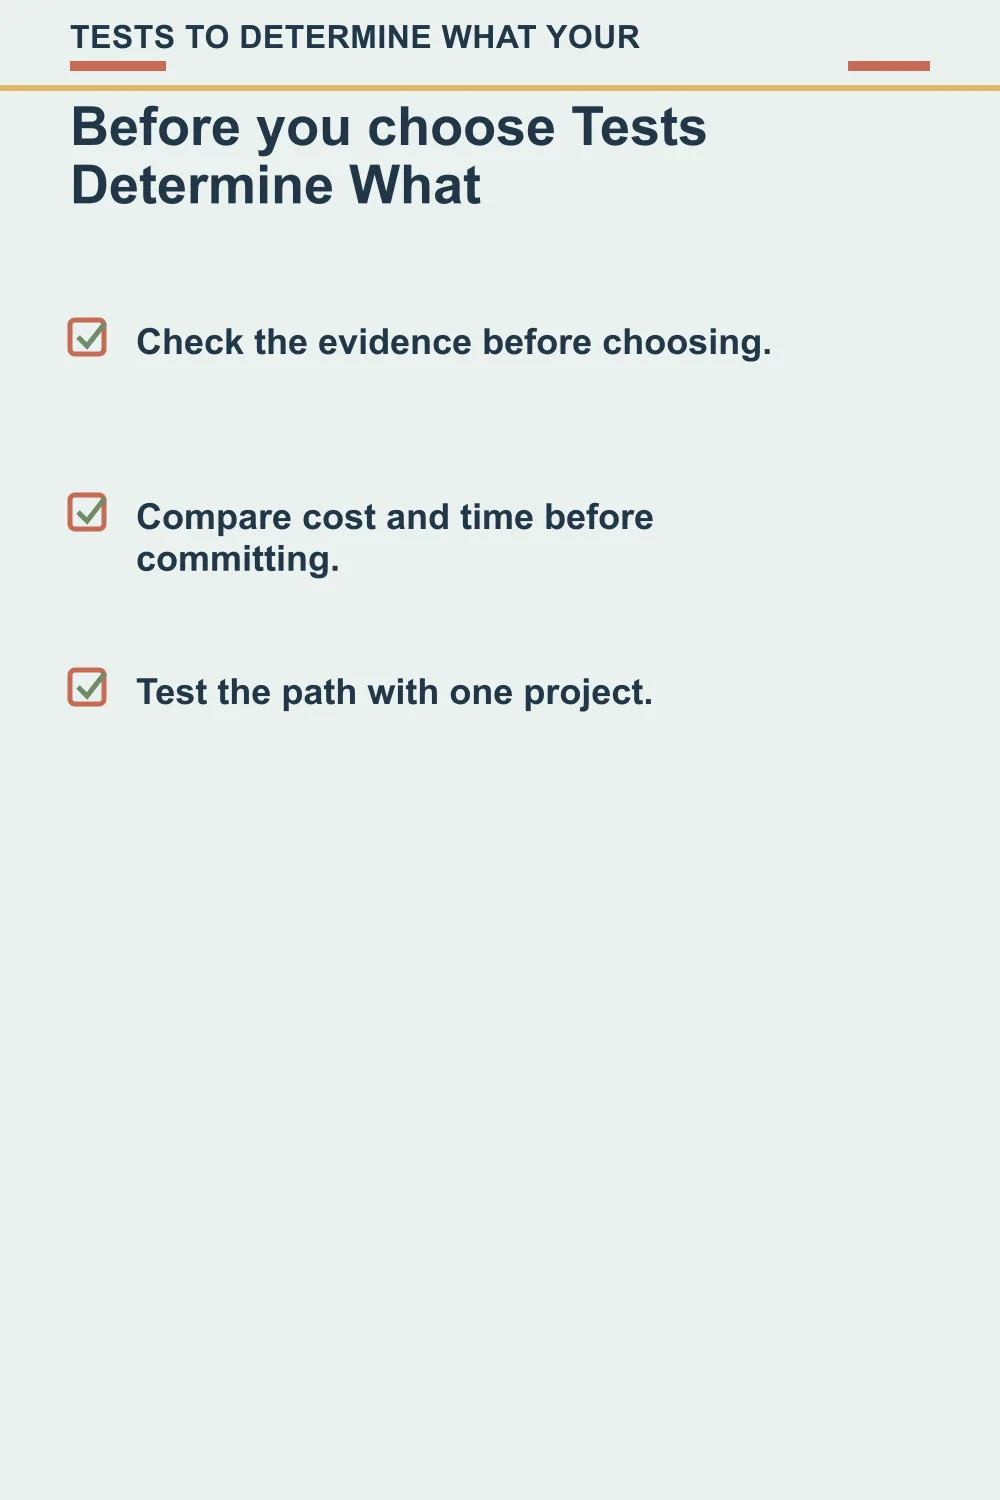 TESTS TO DETERMINE WHAT YOUR
Before you choose Tests
Determine What
Check the evidence before choosing.
Compare cost and time before
committing.
Test the path with one project.